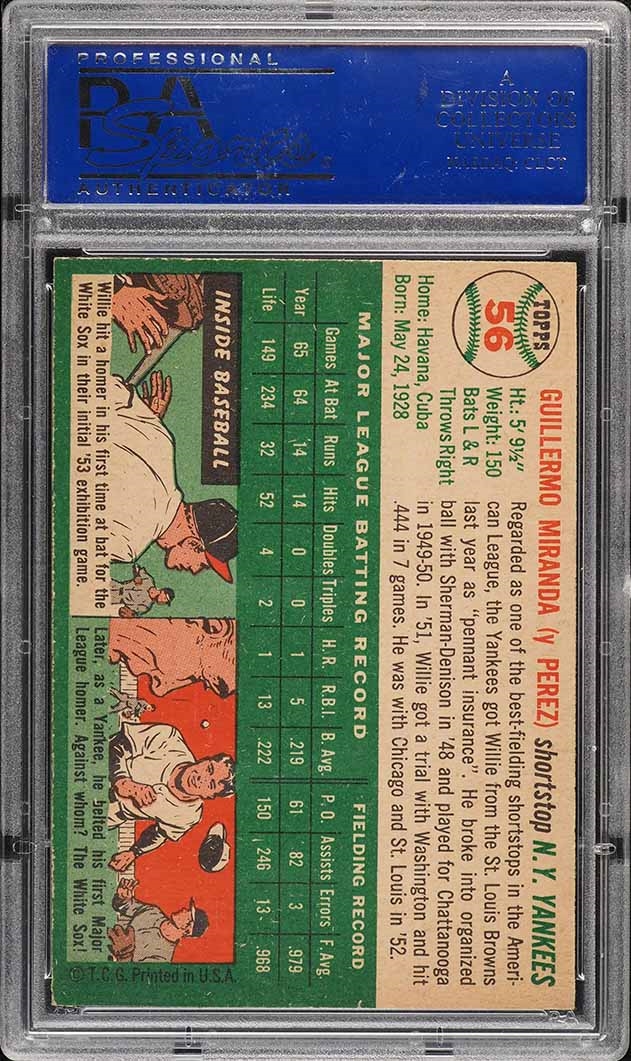 PROFESSIONAL
PSA
Sports
AUTHENTICATOR
A
DIVISION OF
COLLECTORS
UNIVERSE
NASDAQ: CLCT
TOPPS
56
GUILLERMO MIRANDA (y PEREZ) shortstop N. Y. YANKEES
Ht.: 5' 9½"
Weight: 150
Bats L & R
Throws Right
Home: Havana, Cuba
Born: May 24, 1928
Regarded as one of the best-fielding shortstops in the Ameri-
can League, the Yankees got Willie from the St. Louis Browns
last year as "pennant insurance". He broke into organized
ball with Sherman-Denison in '48 and played for Chattanooga
in 1949-50. In '51, Willie got a trial with Washington and hit
.444 in 7 games. He was with Chicago and St. Louis in '52.
MAJOR LEAGUE BATTING RECORD FIELDING RECORD
Games At Bat Runs Hits Doubles Triples H.R. R.B.I. B. Avg. P. O. Assists Errors F. Avg.
Year 65 64 14 14 0 0 1 5 .219 61 82 3 .979
Life 149 234 32 52 4 2 1 13 .222 150 246 13 .968
INSIDE BASEBALL
Willie hit a homer in his first time at bat for the
White Sox in their initial '53 exhibition game.
Later, as a Yankee, he belted his first Major
League homer. Against whom? The White Sox!
© T.C.G. Printed in U.S.A.